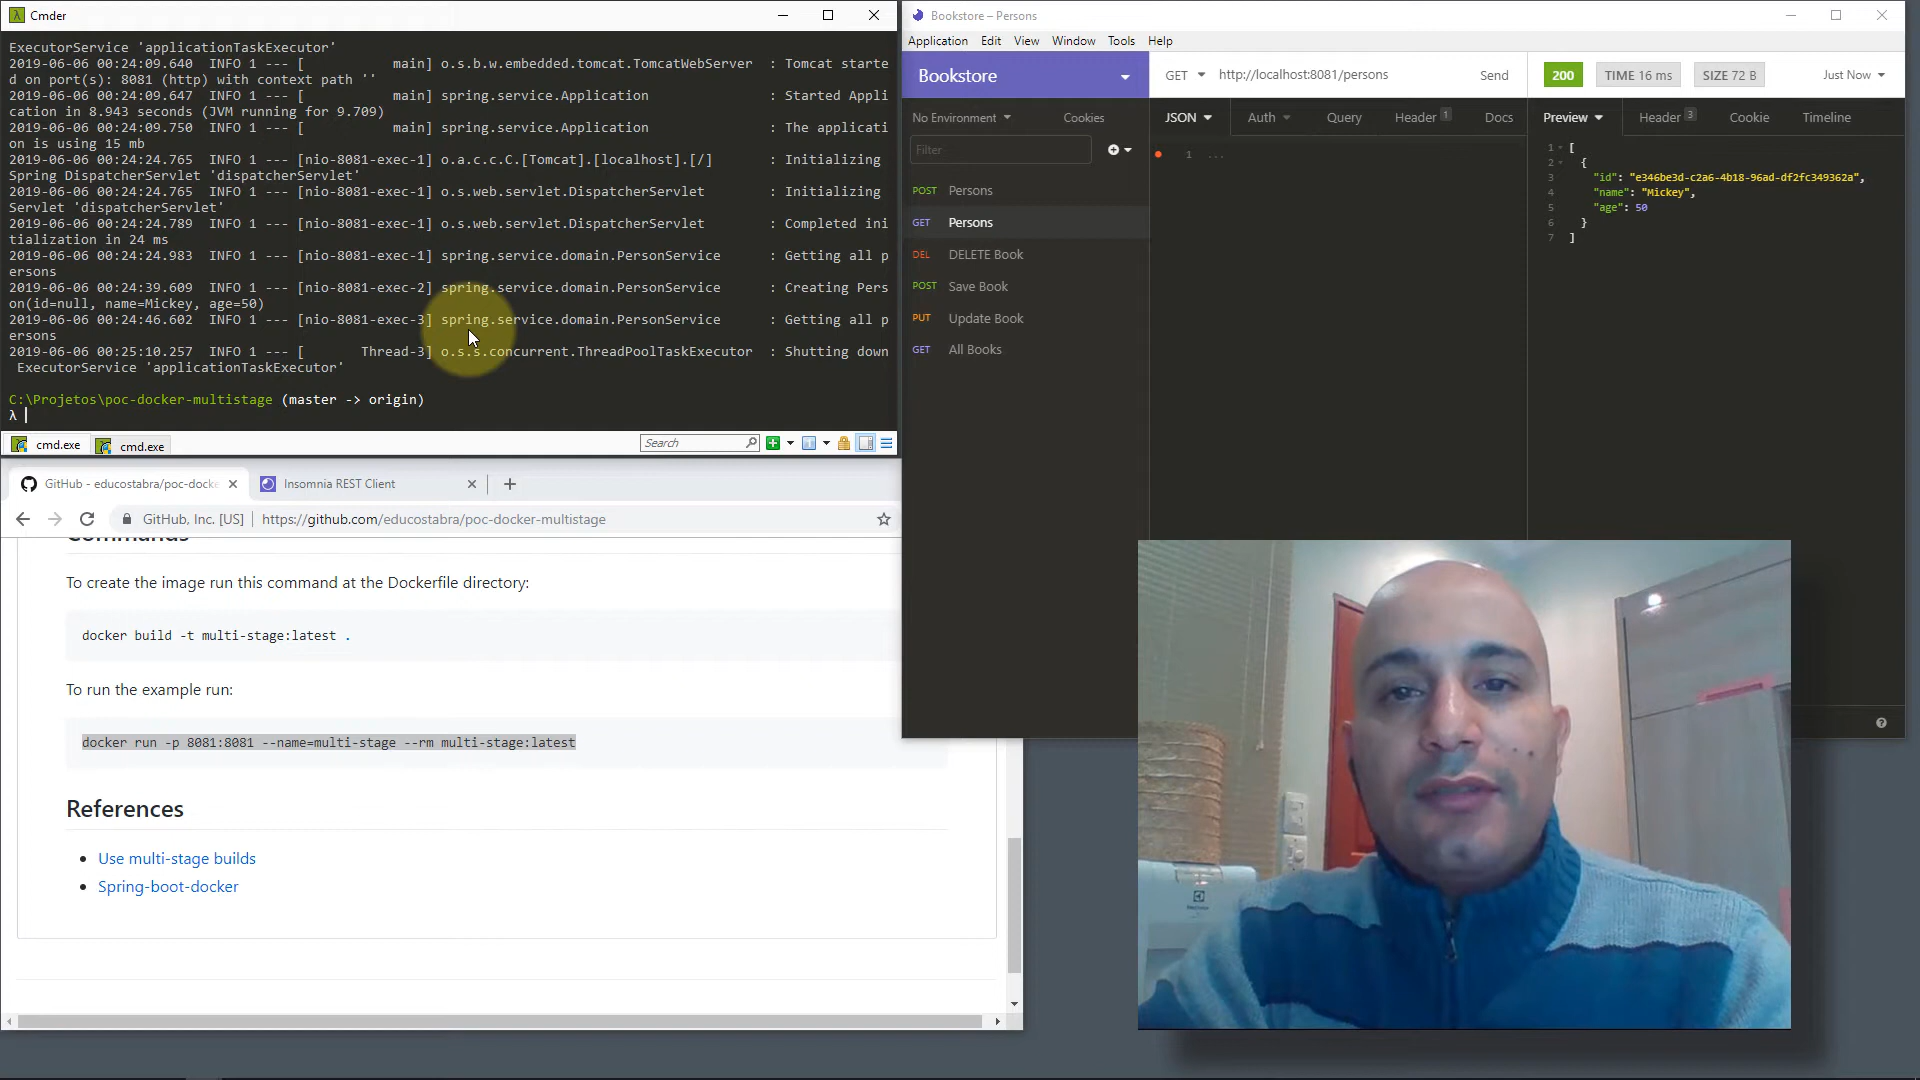 Cmder
ExecutorService 'applicationTaskExecutor'
2019-06-06 00:24:09.640  INFO 1 --- [           main] o.s.b.w.embedded.tomcat.TomcatWebServer  : Tomcat starte
d on port(s): 8081 (http) with context path ''
2019-06-06 00:24:09.647  INFO 1 --- [           main] spring.service.Application               : Started Appli
cation in 8.943 seconds (JVM running for 9.709)
2019-06-06 00:24:09.750  INFO 1 --- [           main] spring.service.Application               : The applicati
on is using 15 mb
2019-06-06 00:24:24.765  INFO 1 --- [nio-8081-exec-1] o.a.c.c.C.[Tomcat].[localhost].[/]       : Initializing
Spring DispatcherServlet 'dispatcherServlet'
2019-06-06 00:24:24.765  INFO 1 --- [nio-8081-exec-1] o.s.web.servlet.DispatcherServlet        : Initializing
Servlet 'dispatcherServlet'
2019-06-06 00:24:24.789  INFO 1 --- [nio-8081-exec-1] o.s.web.servlet.DispatcherServlet        : Completed ini
tialization in 24 ms
2019-06-06 00:24:24.983  INFO 1 --- [nio-8081-exec-1] spring.service.domain.PersonService      : Getting all p
ersons
2019-06-06 00:24:39.609  INFO 1 --- [nio-8081-exec-2] spring.service.domain.PersonService      : Creating Pers
on(id=null, name=Mickey, age=50)
2019-06-06 00:24:46.602  INFO 1 --- [nio-8081-exec-3] spring.service.domain.PersonService      : Getting all p
ersons
2019-06-06 00:25:10.257  INFO 1 --- [       Thread-3] o.s.s.concurrent.ThreadPoolTaskExecutor  : Shutting down
 ExecutorService 'applicationTaskExecutor'
C:\Projetos\poc-docker-multistage (master -> origin)
λ
cmd.exe cmd.exe Search
GitHub - educostabra/poc-docke Insomnia REST Client
GitHub, Inc. [US] https://github.com/educostabra/poc-docker-multistage
Commands
To create the image run this command at the Dockerfile directory:
docker build -t multi-stage:latest .
To run the example run:
docker run -p 8081:8081 --name=multi-stage --rm multi-stage:latest
References
Use multi-stage builds
Spring-boot-docker
Bookstore – Persons
Application Edit View Window Tools Help
Bookstore
GET http://localhost:8081/persons Send
200 TIME 16 ms SIZE 72 B Just Now
No Environment Cookies
JSON Auth Query Header 1 Docs
Preview Header 3 Cookie Timeline
Filter
POST Persons
GET Persons
DEL DELETE Book
POST Save Book
PUT Update Book
GET All Books
1 ...
1 [
2 {
3 "id": "e346be3d-c2a6-4b18-96ad-df2fc349362a",
4 "name": "Mickey",
5 "age": 50
6 }
7 ]